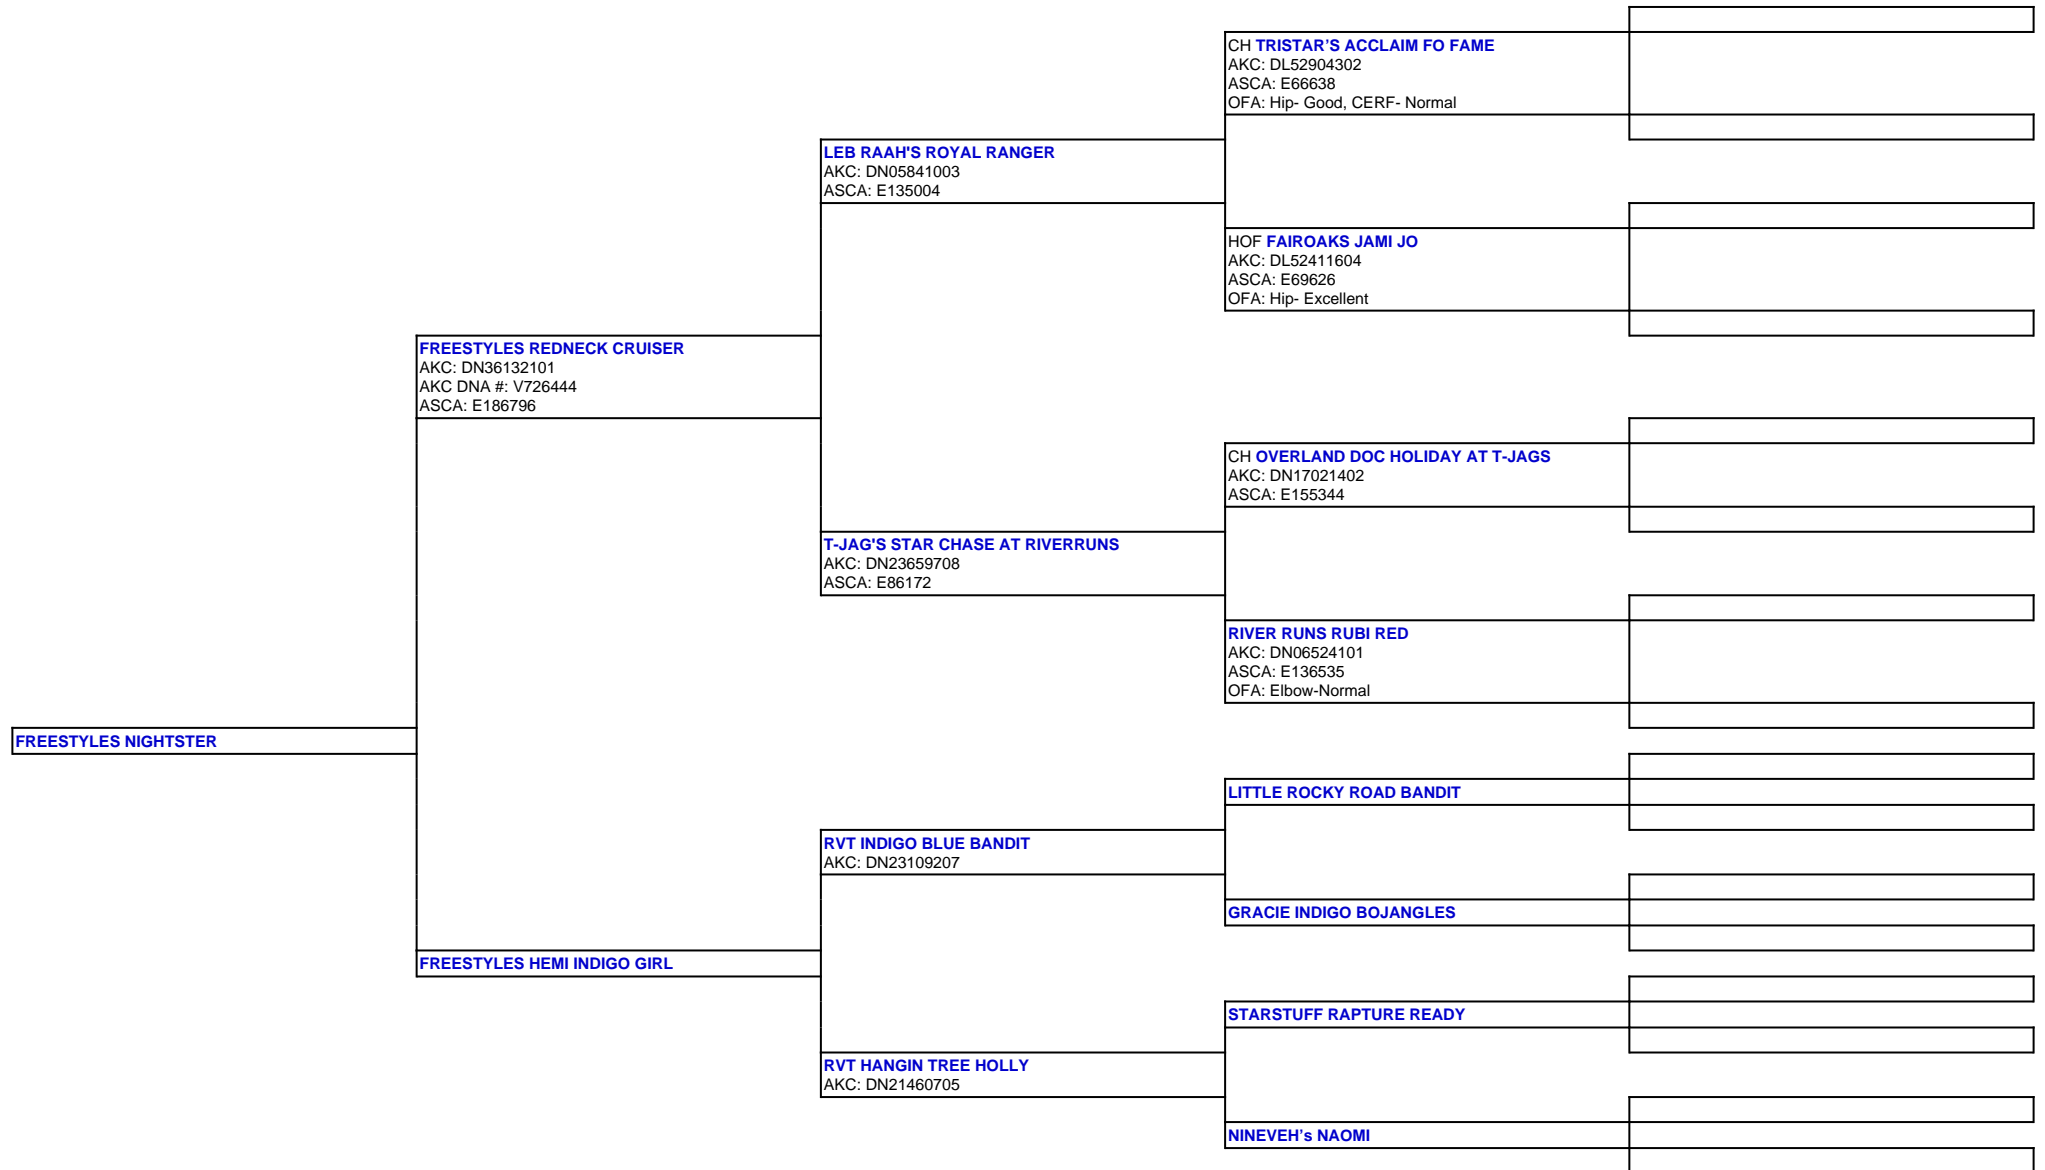 CH TRISTAR’S ACCLAIM FO FAME
AKC: DL52904302
ASCA: E66638
OFA: Hip- Good, CERF- Normal
LEB RAAH'S ROYAL RANGER
AKC: DN05841003
ASCA: E135004
HOF FAIROAKS JAMI JO
AKC: DL52411604
ASCA: E69626
OFA: Hip- Excellent
FREESTYLES REDNECK CRUISER
AKC: DN36132101
AKC DNA #: V726444
ASCA: E186796
CH OVERLAND DOC HOLIDAY AT T-JAGS
AKC: DN17021402
ASCA: E155344
T-JAG'S STAR CHASE AT RIVERRUNS
AKC: DN23659708
ASCA: E86172
RIVER RUNS RUBI RED
AKC: DN06524101
ASCA: E136535
OFA: Elbow-Normal
FREESTYLES NIGHTSTER
LITTLE ROCKY ROAD BANDIT
RVT INDIGO BLUE BANDIT
AKC: DN23109207
GRACIE INDIGO BOJANGLES
FREESTYLES HEMI INDIGO GIRL
STARSTUFF RAPTURE READY
RVT HANGIN TREE HOLLY
AKC: DN21460705
NINEVEH’s NAOMI